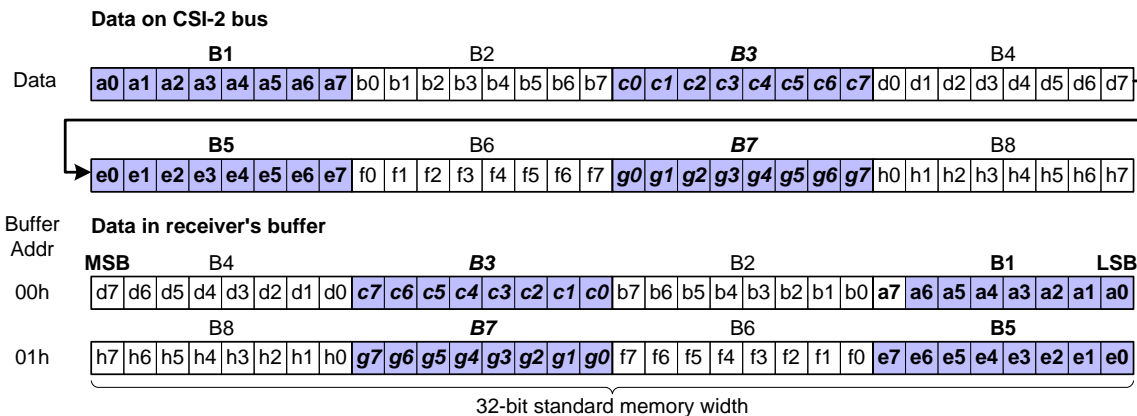 Data on CSI-2 bus
B1 B2 B3 B4
Data a0 a1 a2 a3 a4 a5 a6 a7 b0 b1 b2 b3 b4 b5 b6 b7 c0 c1 c2 c3 c4 c5 c6 c7 d0 d1 d2 d3 d4 d5 d6 d7
B5 B6 B7 B8
e0 e1 e2 e3 e4 e5 e6 e7 f0 f1 f2 f3 f4 f5 f6 f7 g0 g1 g2 g3 g4 g5 g6 g7 h0 h1 h2 h3 h4 h5 h6 h7
Buffer Addr
Data in receiver's buffer
MSB B4 B3 B2 B1 LSB
00h d7 d6 d5 d4 d3 d2 d1 d0 c7 c6 c5 c4 c3 c2 c1 c0 b7 b6 b5 b4 b3 b2 b1 b0 a7 a6 a5 a4 a3 a2 a1 a0
B8 B7 B6 B5
01h h7 h6 h5 h4 h3 h2 h1 h0 g7 g6 g5 g4 g3 g2 g1 g0 f7 f6 f5 f4 f3 f2 f1 f0 e7 e6 e5 e4 e3 e2 e1 e0
32-bit standard memory width